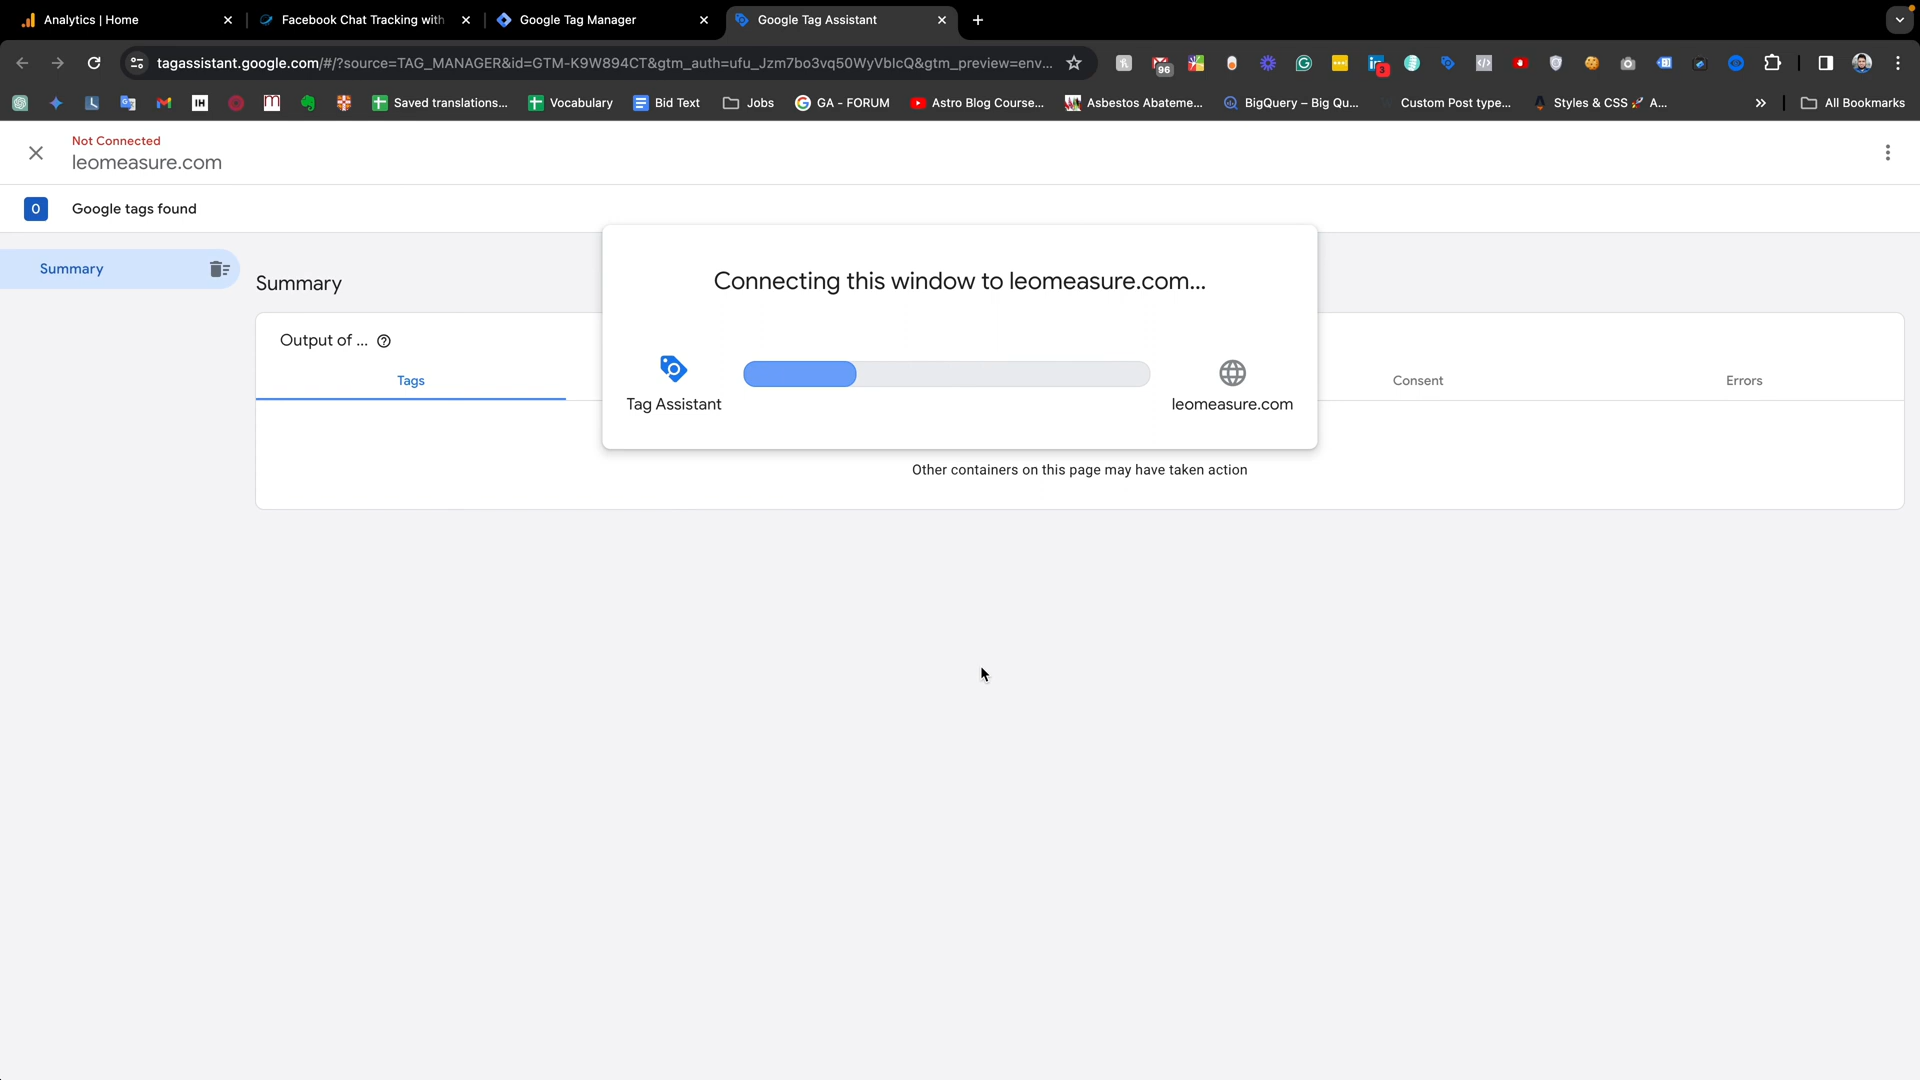 Analytics | Home
Facebook Chat Tracking with
Google Tag Manager
Google Tag Assistant
tagassistant.google.com/#/?source=TAG_MANAGER&id=GTM-K9W894CT&gtm_auth=ufu_Jzm7bo3vq50WyVblcQ&gtm_preview=env...
96
3
IH
Saved translations...
Vocabulary
Bid Text
Jobs
GA - FORUM
Astro Blog Course...
Asbestos Abateme...
BigQuery – Big Qu...
Custom Post type...
Styles & CSS 🚀 A...
All Bookmarks
Not Connected
leomeasure.com
0
Google tags found
Summary
Summary
Output of ...
Tags
Consent
Errors
Connecting this window to leomeasure.com...
Tag Assistant
leomeasure.com
Other containers on this page may have taken action